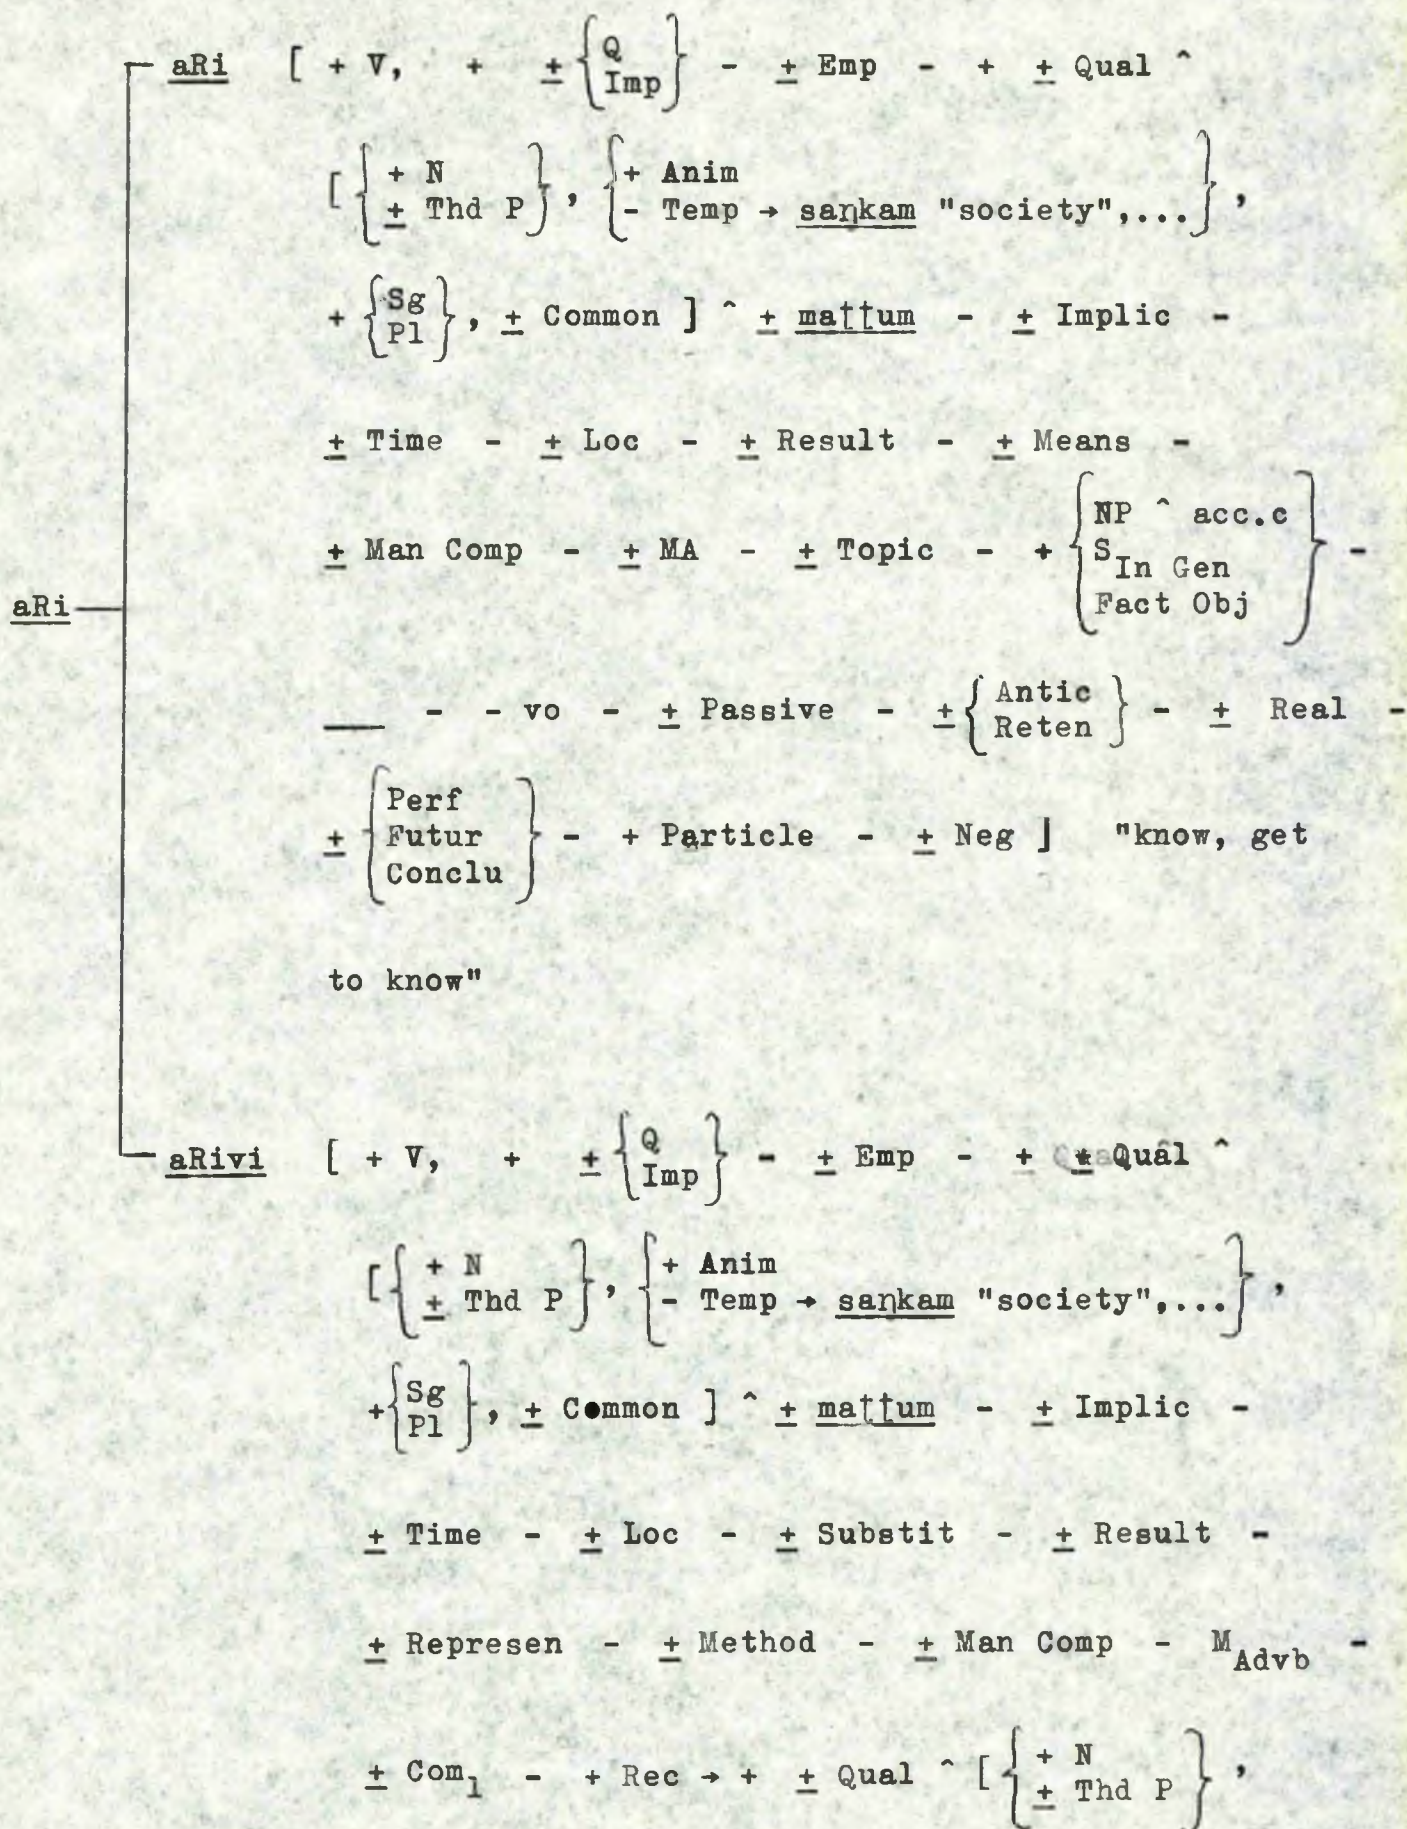 aRi [ + V, + ± { Q Imp } - ± Emp - + ± Qual ^
[ { + N ± Thd P } , { + Anim - Temp → saŋkam "society",... } ,
+ { Sg Pl } , ± Common ] ^ ± maṭṭum - ± Implic -
± Time - ± Loc - ± Result - ± Means -
± Man Comp - ± MA - ± Topic - + { NP ^ acc.c S In Gen Fact Obj } -
aRi
___ - - vo - ± Passive - ± { Antic Reten } - ± Real -
± { Perf Futur Conclu } - + Particle - ± Neg ] "know, get
to know"
aRivi [ + V, + ± { Q Imp } - ± Emp - + ± Qual ^
[ { + N ± Thd P } , { + Anim - Temp → saŋkam "society",... } ,
+ { Sg Pl } , ± Common ] ^ ± maṭṭum - ± Implic -
± Time - ± Loc - ± Substit - ± Result -
± Represen - ± Method - ± Man Comp - M Advb -
± Com1 - + Rec → + ± Qual ^ [ { + N ± Thd P } ,